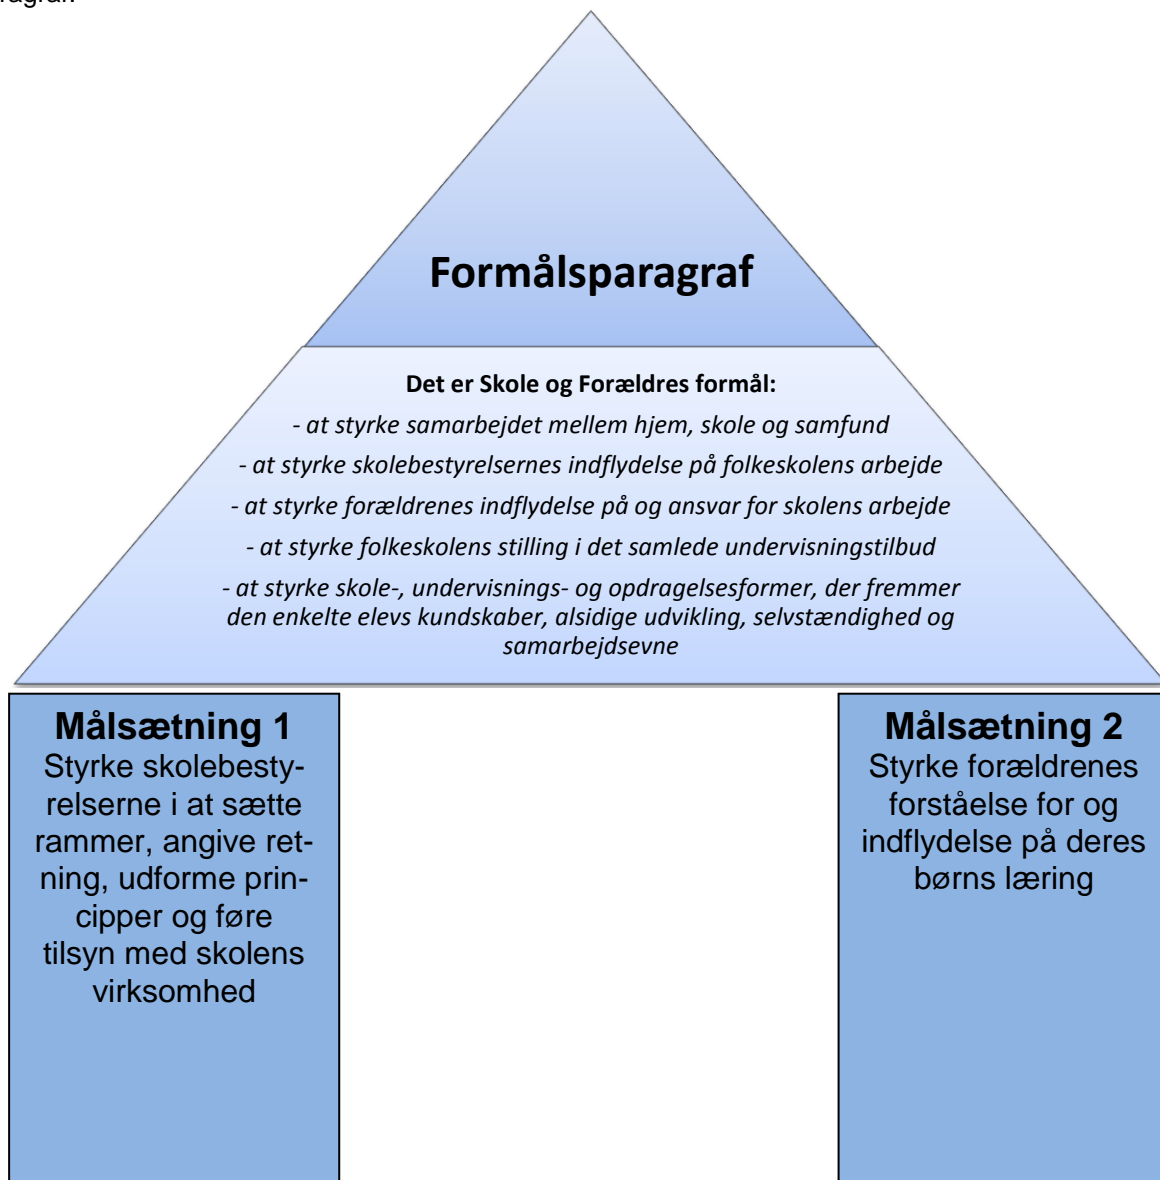 Formålsparagraf
Det er Skole og Forældres formål:
- at styrke samarbejdet mellem hjem, skole og samfund
- at styrke skolebestyrelsernes indflydelse på folkeskolens arbejde
- at styrke forældrenes indflydelse på og ansvar for skolens arbejde
- at styrke folkeskolens stilling i det samlede undervisningstilbud
- at styrke skole-, undervisnings- og opdragelsesformer, der fremmer
den enkelte elevs kundskaber, alsidige udvikling, selvstændighed og
samarbejdsevne
Målsætning 1
Styrke skolebesty-
relserne i at sætte
rammer, angive ret-
ning, udforme prin-
cipper og føre
tilsyn med skolens
virksomhed
Målsætning 2
Styrke forældrenes
forståelse for og
indflydelse på deres
børns læring